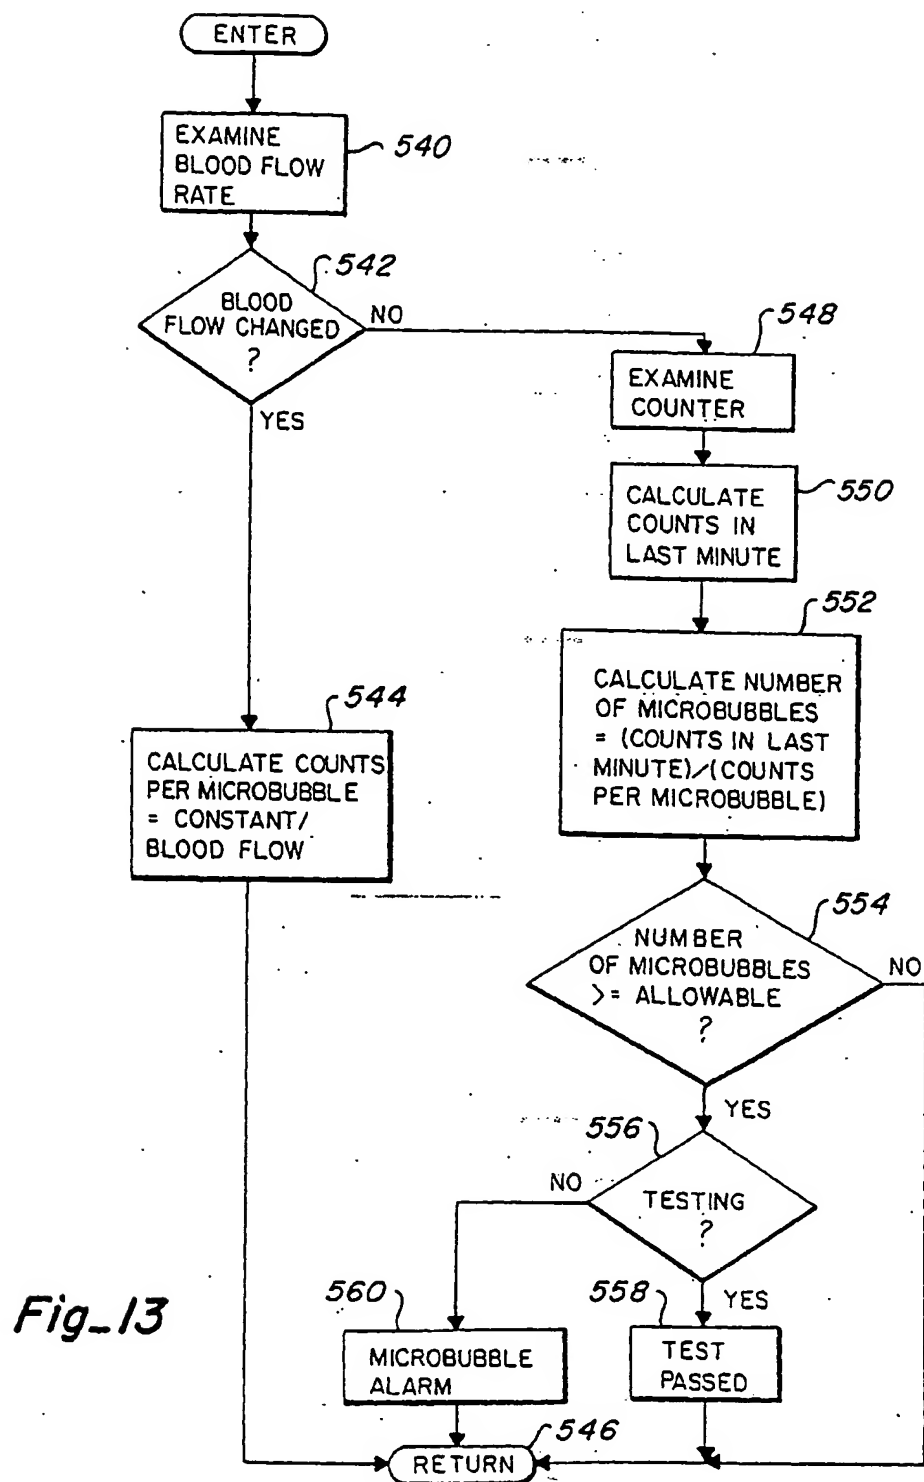 ENTER
EXAMINE
BLOOD FLOW
RATE
540
542
BLOOD
FLOW CHANGED
?
NO
YES
548
EXAMINE
COUNTER
CALCULATE
COUNTS IN
LAST MINUTE
550
552
CALCULATE NUMBER
OF MICROBUBBLES
= (COUNTS IN LAST
MINUTE)/(COUNTS
PER MICROBUBBLE)
544
CALCULATE COUNTS
PER MICROBUBBLE
= CONSTANT/
BLOOD FLOW
554
NUMBER
OF MICROBUBBLES
>= ALLOWABLE
?
NO
YES
556
NO
TESTING
?
YES
560
558
MICROBUBBLE
ALARM
TEST
PASSED
546
RETURN
Fig_13